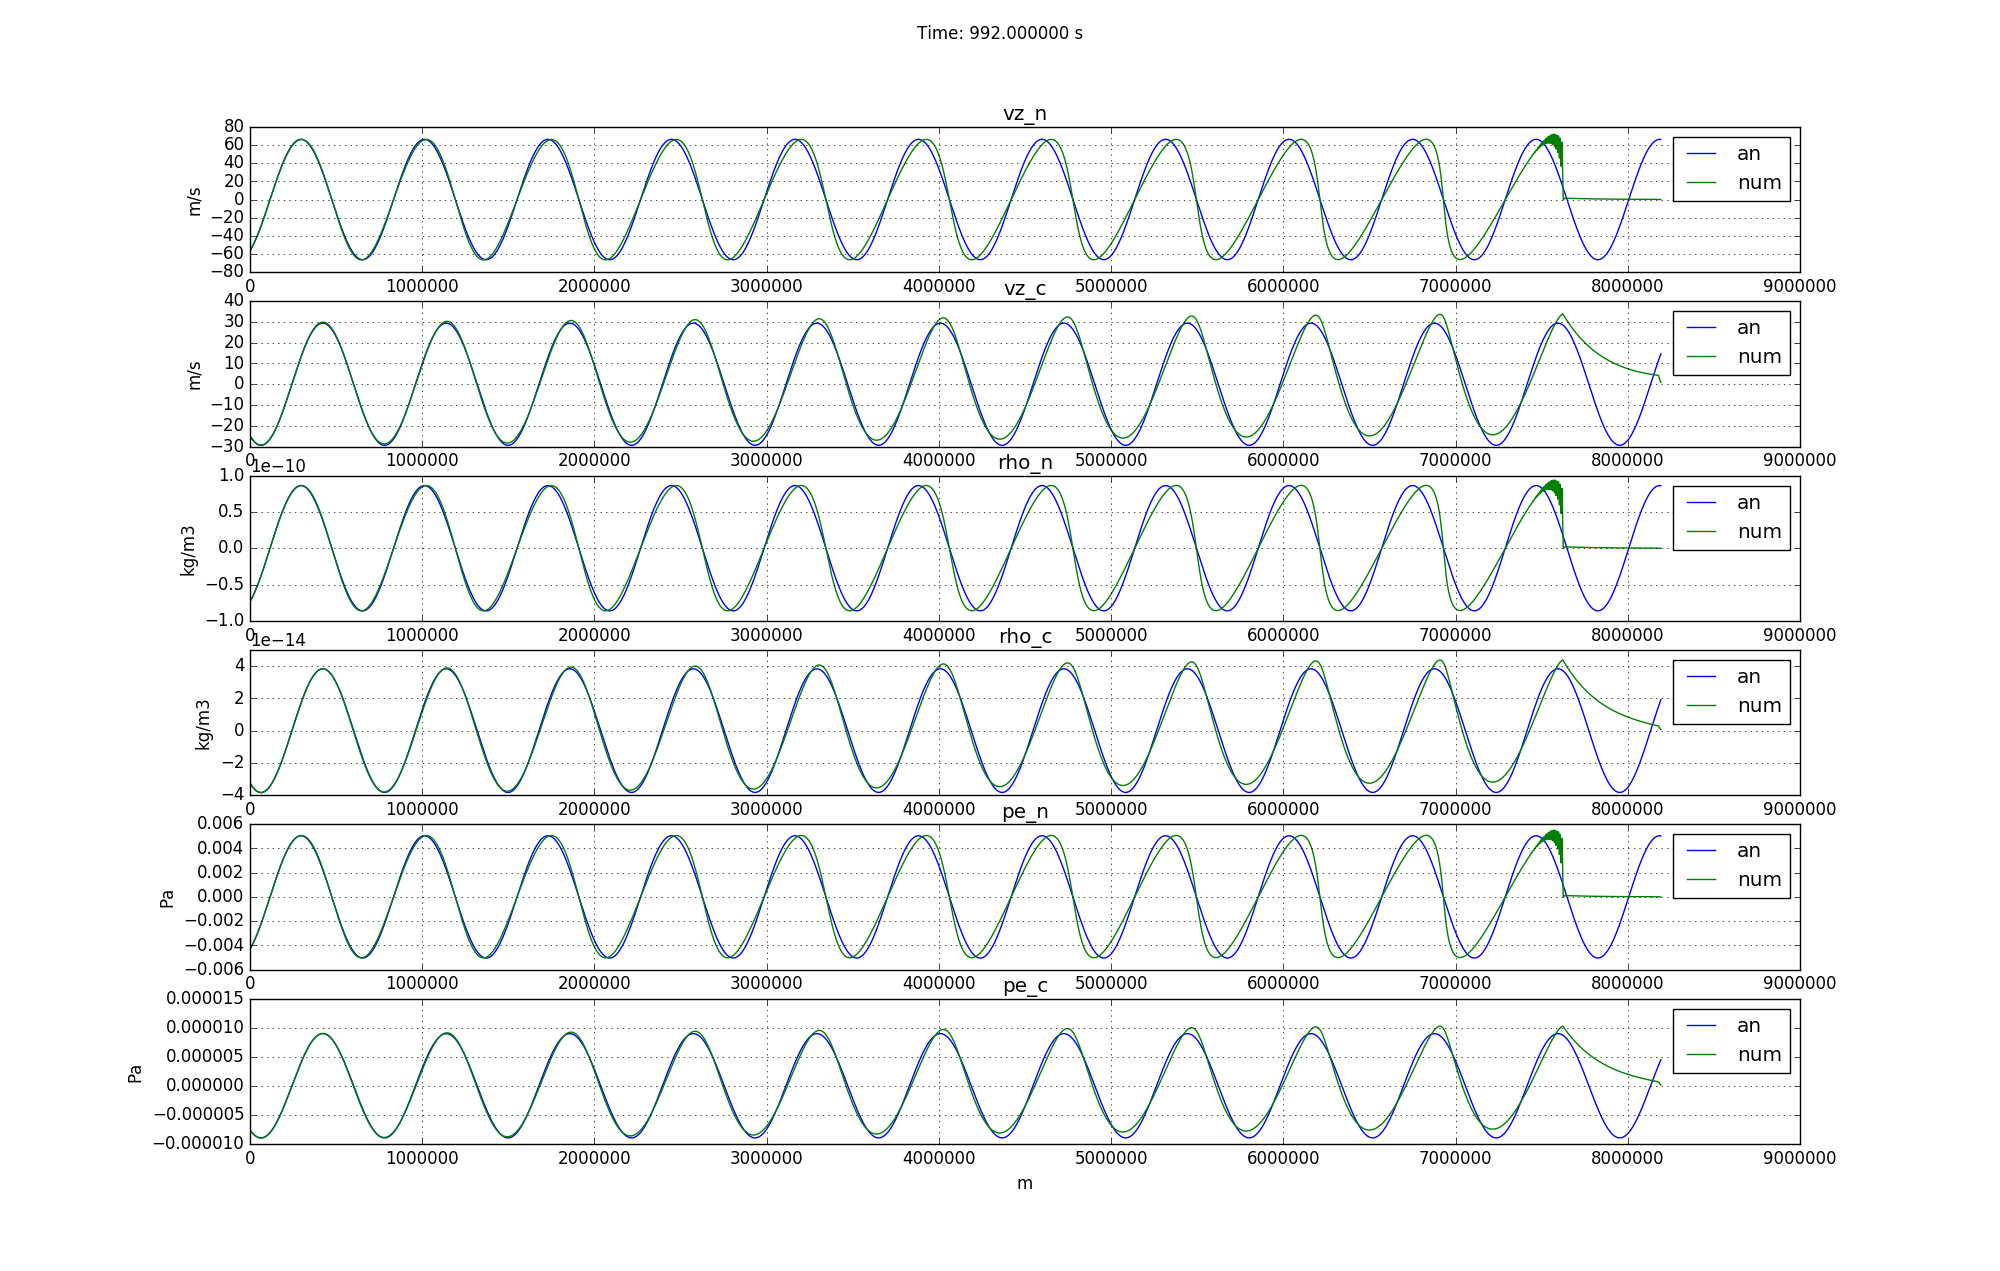 Time: 992.000000 s
vz_n
80
60
40
20
0
−20
−40
−60
−80
m/s
an
num
0 1000000 2000000 3000000 4000000 5000000 6000000 7000000 8000000 9000000
vz_c
40
30
20
10
0
−10
−20
−30
m/s
an
num
0 1000000 2000000 3000000 4000000 5000000 6000000 7000000 8000000 9000000
1e−10
rho_n
1.0
0.5
0.0
−0.5
−1.0
kg/m3
an
num
0 1000000 2000000 3000000 4000000 5000000 6000000 7000000 8000000 9000000
1e−14
rho_c
4
2
0
−2
−4
kg/m3
an
num
0 1000000 2000000 3000000 4000000 5000000 6000000 7000000 8000000 9000000
pe_n
0.006
0.004
0.002
0.000
−0.002
−0.004
−0.006
Pa
an
num
0 1000000 2000000 3000000 4000000 5000000 6000000 7000000 8000000 9000000
pe_c
0.000015
0.000010
0.000005
0.000000
−0.000005
−0.000010
Pa
an
num
0 1000000 2000000 3000000 4000000 5000000 6000000 7000000 8000000 9000000
m